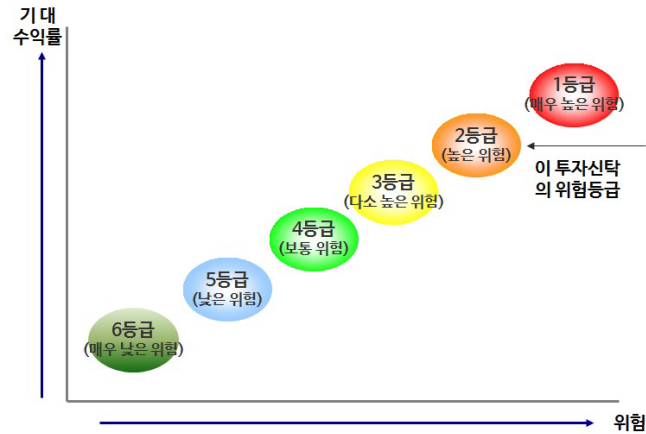 기 대
수익률
1등급
(매우 높은 위험)
2등급
(높은 위험)
이 투자신탁
의 위험등급
3등급
(다소 높은 위험)
4등급
(보통 위험)
5등급
(낮은 위험)
6등급
(매우 낮은 위험)
위험